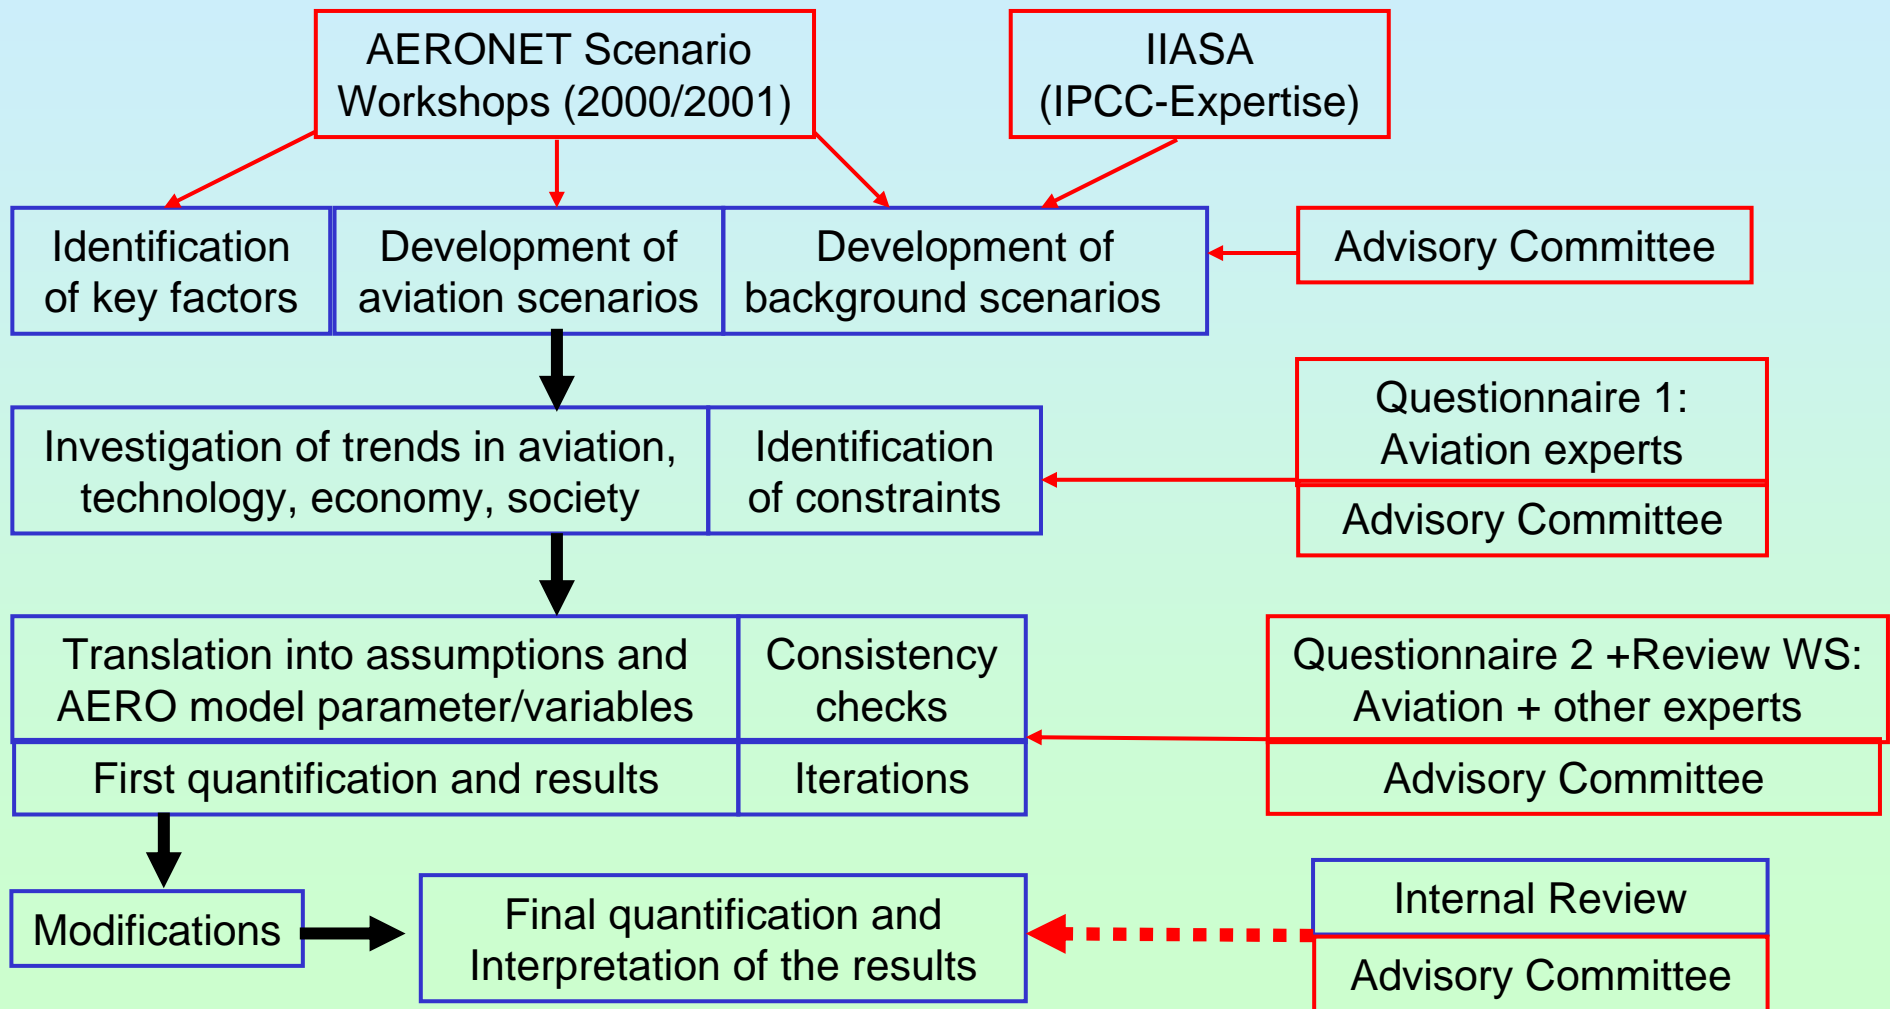 AERONET Scenario
Workshops (2000/2001)
IIASA
(IPCC-Expertise)
Identification
of key factors
Development of
aviation scenarios
Development of
background scenarios
Advisory Committee
Investigation of trends in aviation,
technology, economy, society
Identification
of constraints
Questionnaire 1:
Aviation experts
Advisory Committee
Translation into assumptions and
AERO model parameter/variables
Consistency
checks
Questionnaire 2 +Review WS:
Aviation + other experts
First quantification and results
Iterations
Advisory Committee
Modifications
Final quantification and
Interpretation of the results
Internal Review
Advisory Committee